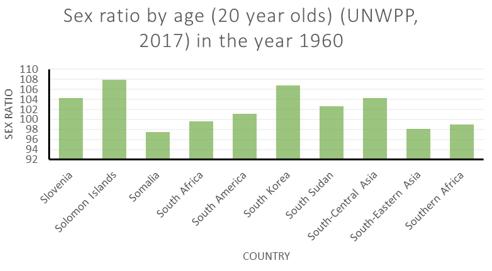 Sex ratio by age (20 year olds) (UNWPP,
2017) in the year 1960
110
108
106
104
102
100
98
96
94
92
SEX RATIO
Slovenia
Solomon Islands
Somalia
South Africa
South America
South Korea
South Sudan
South-Central Asia
South-Eastern Asia
Southern Africa
COUNTRY